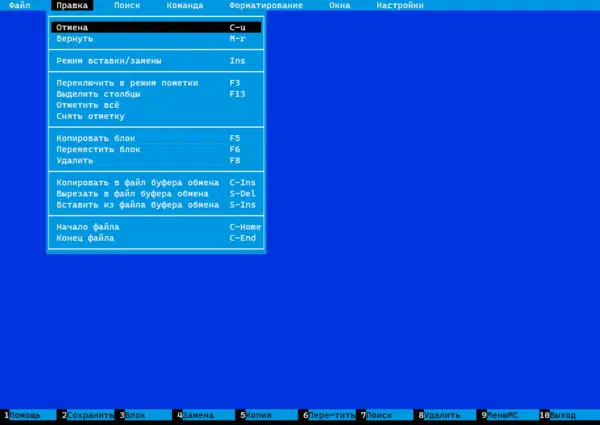 Файл Правка Поиск Команда Форматирование Окна Настройки
Отмена C-u
Вернуть M-r
Режим вставки/замены Ins
Переключить в режим пометки F3
Выделить столбцы F13
Отметить всё
Снять отметку
Копировать блок F5
Переместить блок F6
Удалить F8
Копировать в файл буфера обмена C-Ins
Вырезать в файл буфера обмена S-Del
Вставить из файла буфера обмена S-Ins
Начало файла C-Home
Конец файла C-End
1Помощь 2Сохранить 3Блок 4Замена 5Копия 6Пере~тить 7Поиск 8Удалить 9МенюMC 10Выход